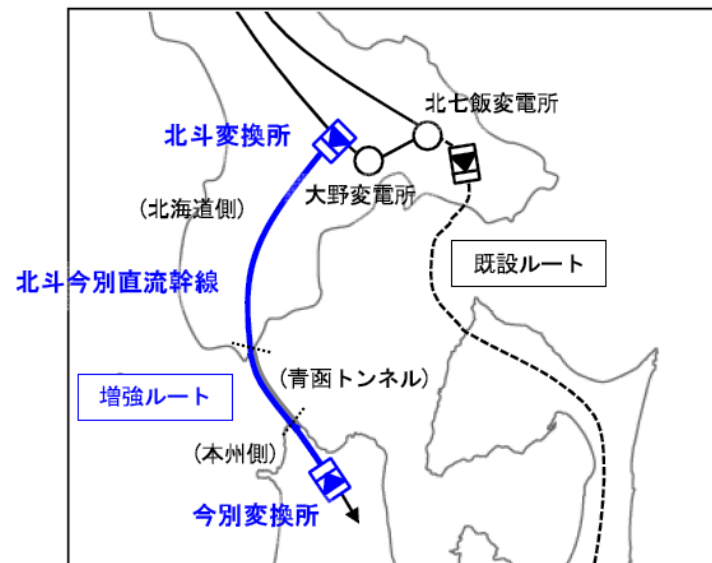 北七飯変電所
北斗変換所
大野変電所
(北海道側)
既設ルート
北斗今別直流幹線
(青函トンネル)
増強ルート
(本州側)
今別変換所